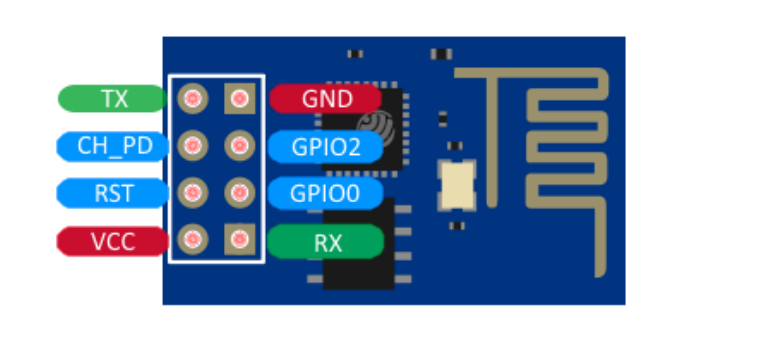 TX GND
CH_PD GPIO2
RST GPIO0
VCC RX